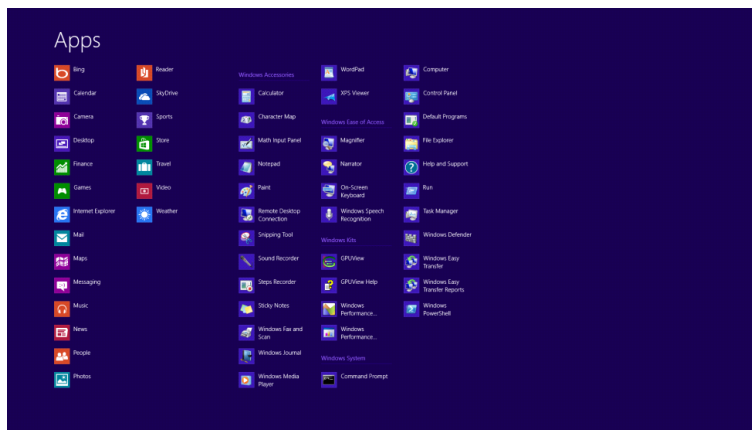 Apps
Bing
Calendar
Camera
Desktop
Finance
Games
Internet Explorer
Mail
Maps
Messaging
Music
News
People
Photos
Reader
SkyDrive
Sports
Store
Travel
Video
Weather
Windows Accessories
Calculator
Character Map
Math Input Panel
Notepad
Paint
Remote Desktop
Connection
Snipping Tool
Sound Recorder
Steps Recorder
Sticky Notes
Windows Fax and
Scan
Windows Journal
Windows Media
Player
WordPad
XPS Viewer
Windows Ease of Access
Magnifier
Narrator
On-Screen
Keyboard
Windows Speech
Recognition
Windows Kits
GPUView
GPUView Help
Windows
Performance...
Windows
Performance...
Windows System
Command Prompt
Computer
Control Panel
Default Programs
File Explorer
Help and Support
Run
Task Manager
Windows Defender
Windows Easy
Transfer
Windows Easy
Transfer Reports
Windows
PowerShell